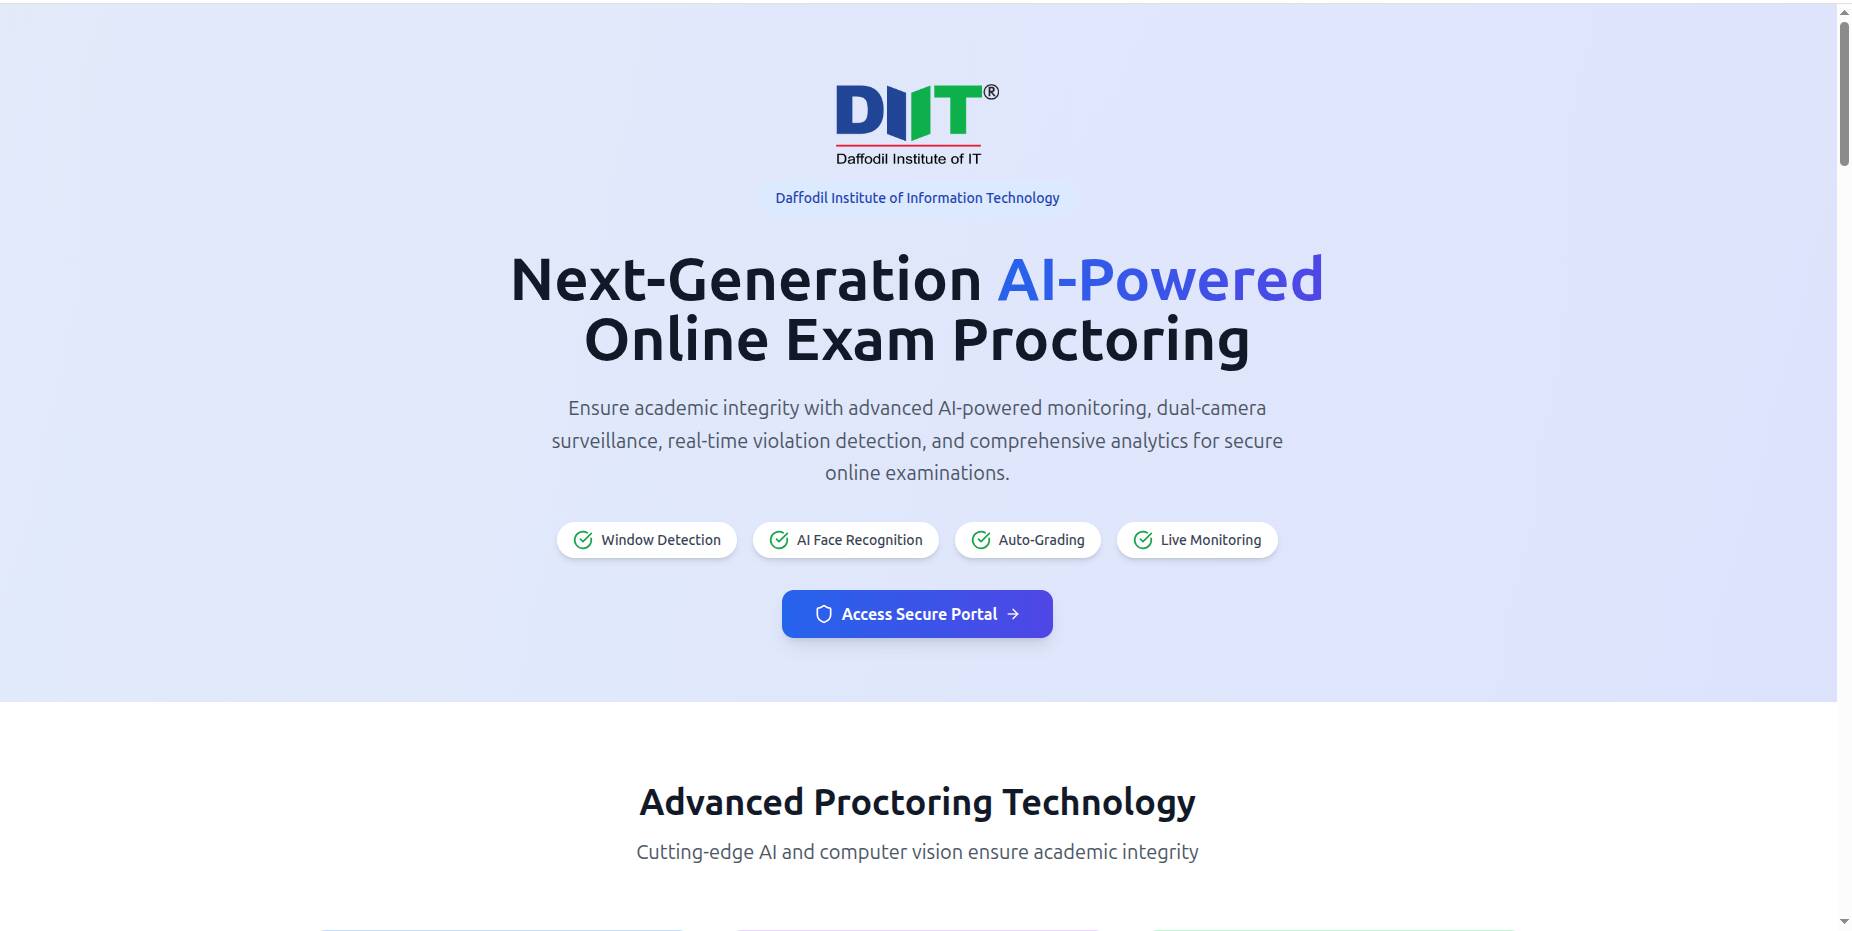 DIIT®
Daffodil Institute of IT
Daffodil Institute of Information Technology
Next-Generation AI-Powered
Online Exam Proctoring
Ensure academic integrity with advanced AI-powered monitoring, dual-camera
surveillance, real-time violation detection, and comprehensive analytics for secure
online examinations.
Window Detection
AI Face Recognition
Auto-Grading
Live Monitoring
Access Secure Portal →
Advanced Proctoring Technology
Cutting-edge AI and computer vision ensure academic integrity